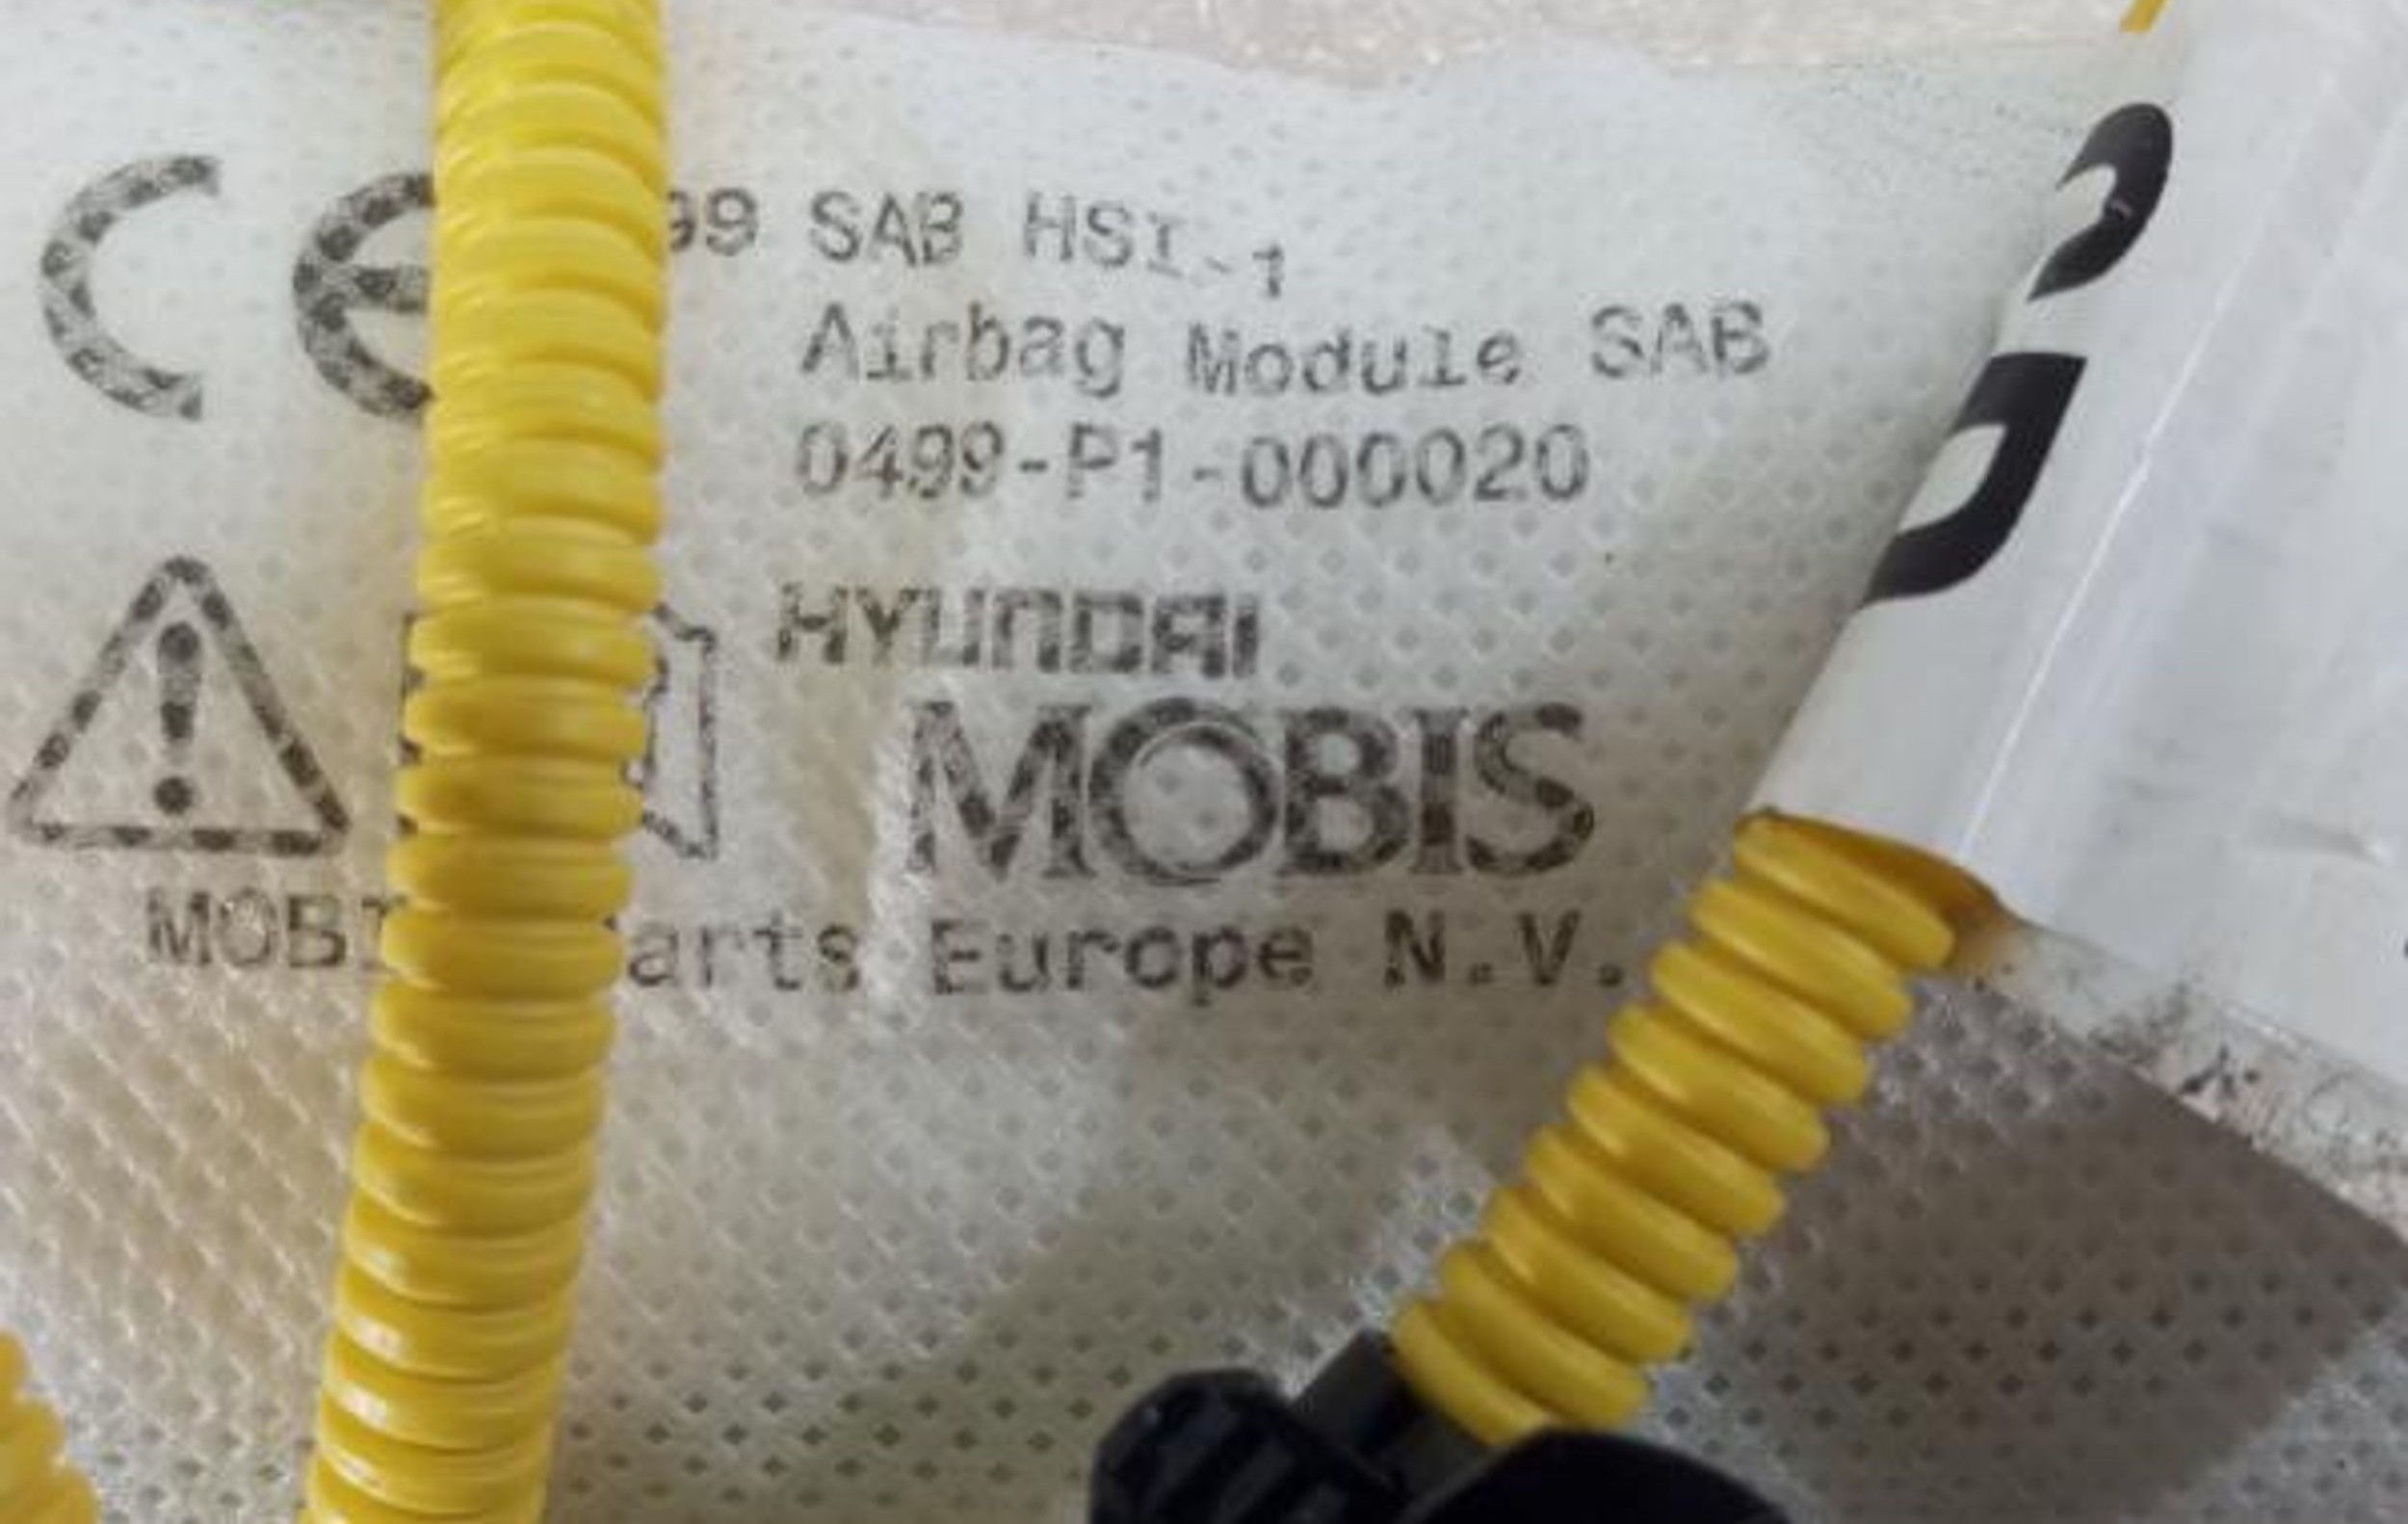 CE 99 SAB HSI-1
Airbag Module SAB
0499-P1-000020
HYUNDAI
MOBIS
arts Europe N.V.